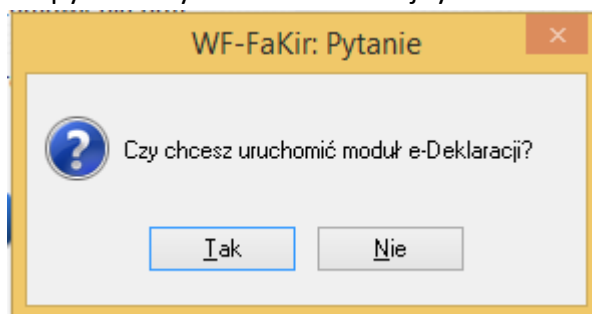 WF-FaKir: Pytanie
Czy chcesz uruchomić moduł e-Deklaracji?
Tak
Nie